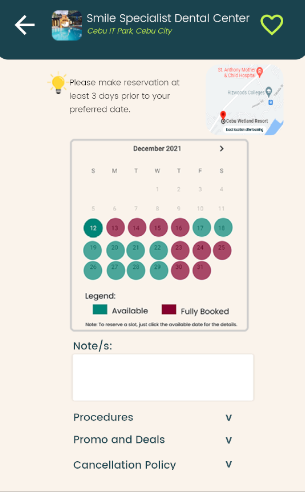 Smile Specialist Dental Center
Cebu IT Park, Cebu City
Please make reservation at
least 3 days prior to your
preferred date.
St. Anthony Mother
& Child Hospital
Cebu Westland Resort
December 2021
S M T W T F S
1 2 3 4
5 6 7 8 9 10 11
12 13 14 15 16 17 18
19 20 21 22 23 24 25
26 27 28 29 30 31
Legend:
Available
Fully Booked
Note: To reserve a slot, just click the available date for the details.
Note/s:
Procedures v
Promo and Deals v
Cancellation Policy v